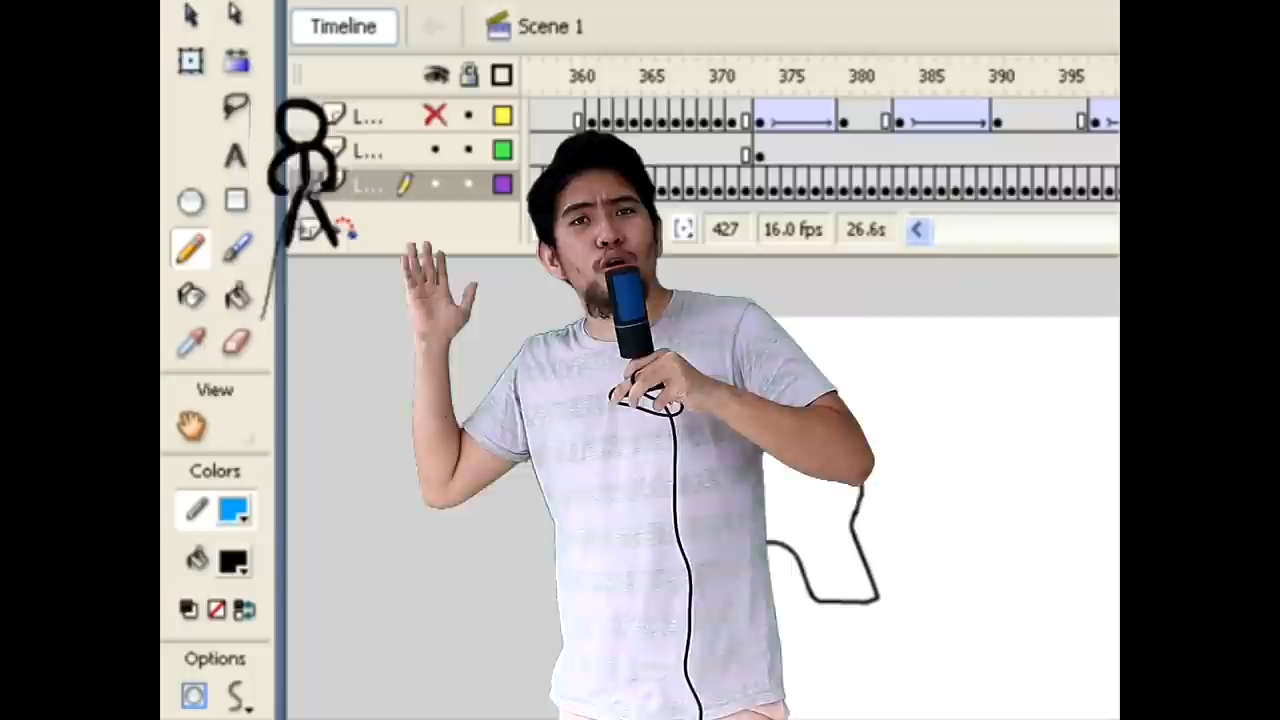 Timeline
Scene 1
360 365 370 375 380 385 390 395
L...
L...
L...
427 16.0 fps 26.6s
A
View
Colors
Options